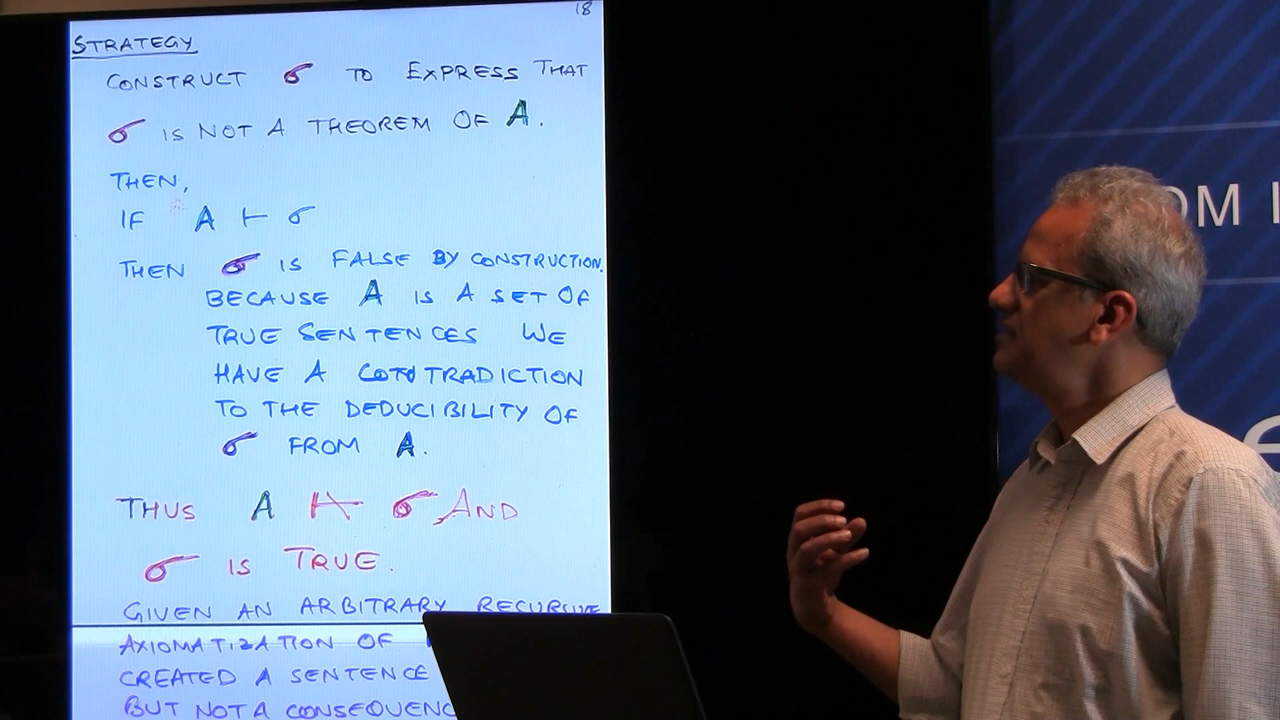 18
STRATEGY
CONSTRUCT σ TO EXPRESS THAT
σ IS NOT A THEOREM OF A.
THEN,
IF A ⊢ σ
THEN σ IS FALSE BY CONSTRUCTION.
BECAUSE A IS A SET OF
TRUE SENTENCES WE
HAVE A CONTRADICTION
TO THE DEDUCIBILITY OF
σ FROM A.
THUS A ⊬ σ, AND
σ IS TRUE.
GIVEN AN ARBITRARY RECURSIVE
AXIOMATIZATION OF
CREATED A SENTENCE
BUT NOT A
OM